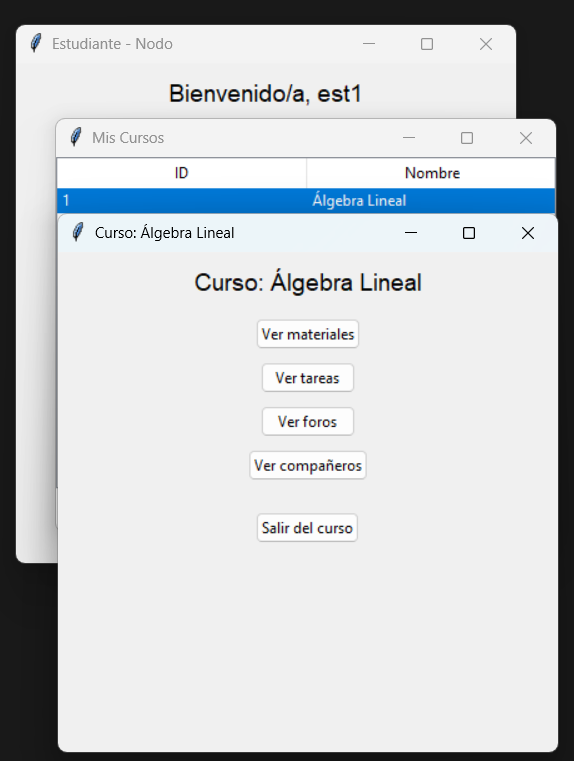 Estudiante - Nodo
Bienvenido/a, est1
Mis Cursos
ID Nombre
1 Álgebra Lineal
Curso: Álgebra Lineal
Curso: Álgebra Lineal
Ver materiales
Ver tareas
Ver foros
Ver compañeros
Salir del curso